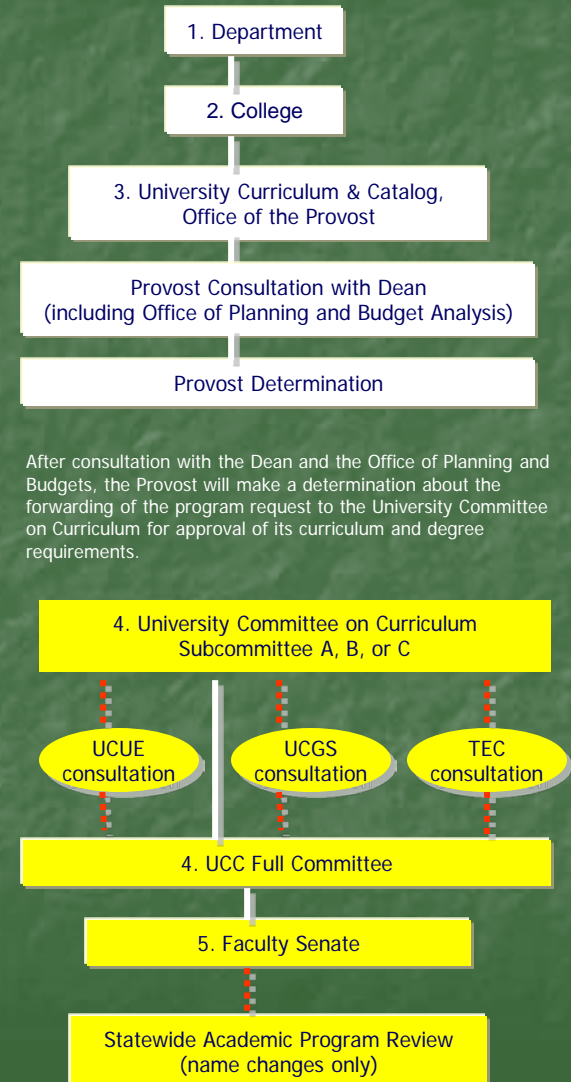 1. Department
2. College
3. University Curriculum & Catalog,
Office of the Provost
Provost Consultation with Dean
(including Office of Planning and Budget Analysis)
Provost Determination
After consultation with the Dean and the Office of Planning and
Budgets, the Provost will make a determination about the
forwarding of the program request to the University Committee
on Curriculum for approval of its curriculum and degree
requirements.
4. University Committee on Curriculum
Subcommittee A, B, or C
UCUE
consultation
UCGS
consultation
TEC
consultation
4. UCC Full Committee
5. Faculty Senate
Statewide Academic Program Review
(name changes only)